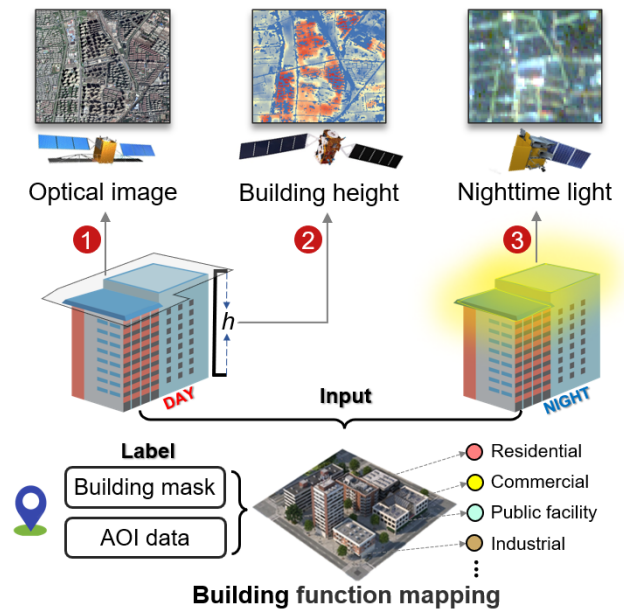 Optical image
Building height
Nighttime light
1
2
3
h
DAY
NIGHT
Input
Label
Building mask
AOI data
Residential
Commercial
Public facility
Industrial
Building function mapping